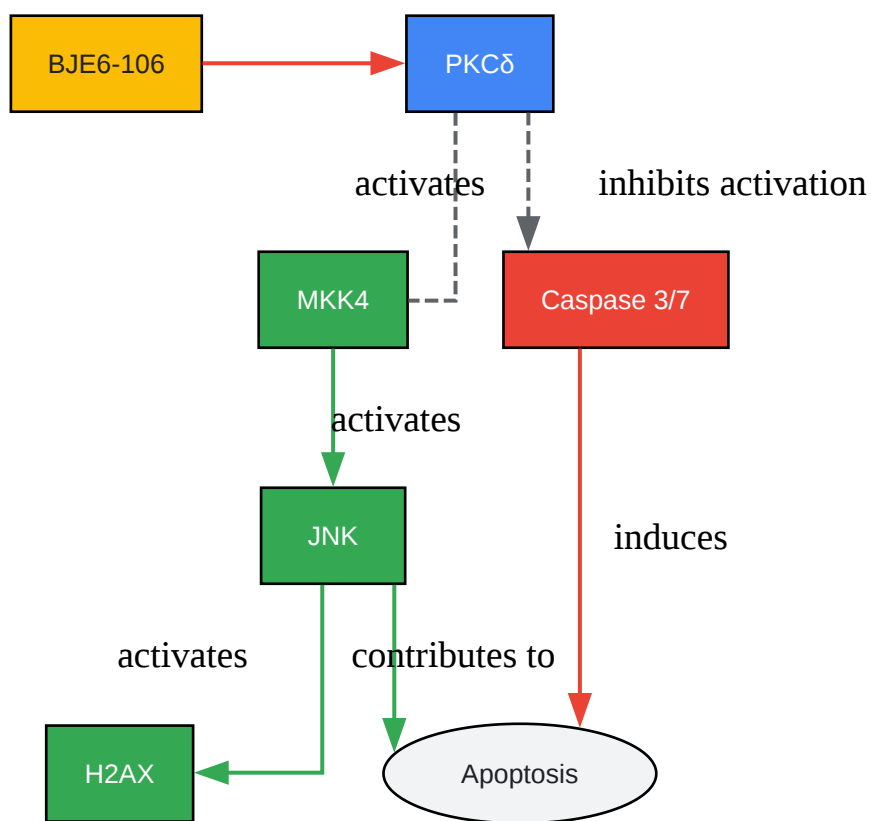 BJE6-106
PKCδ
activates
inhibits activation
MKK4
Caspase 3/7
activates
JNK
induces
activates
contributes to
H2AX
Apoptosis